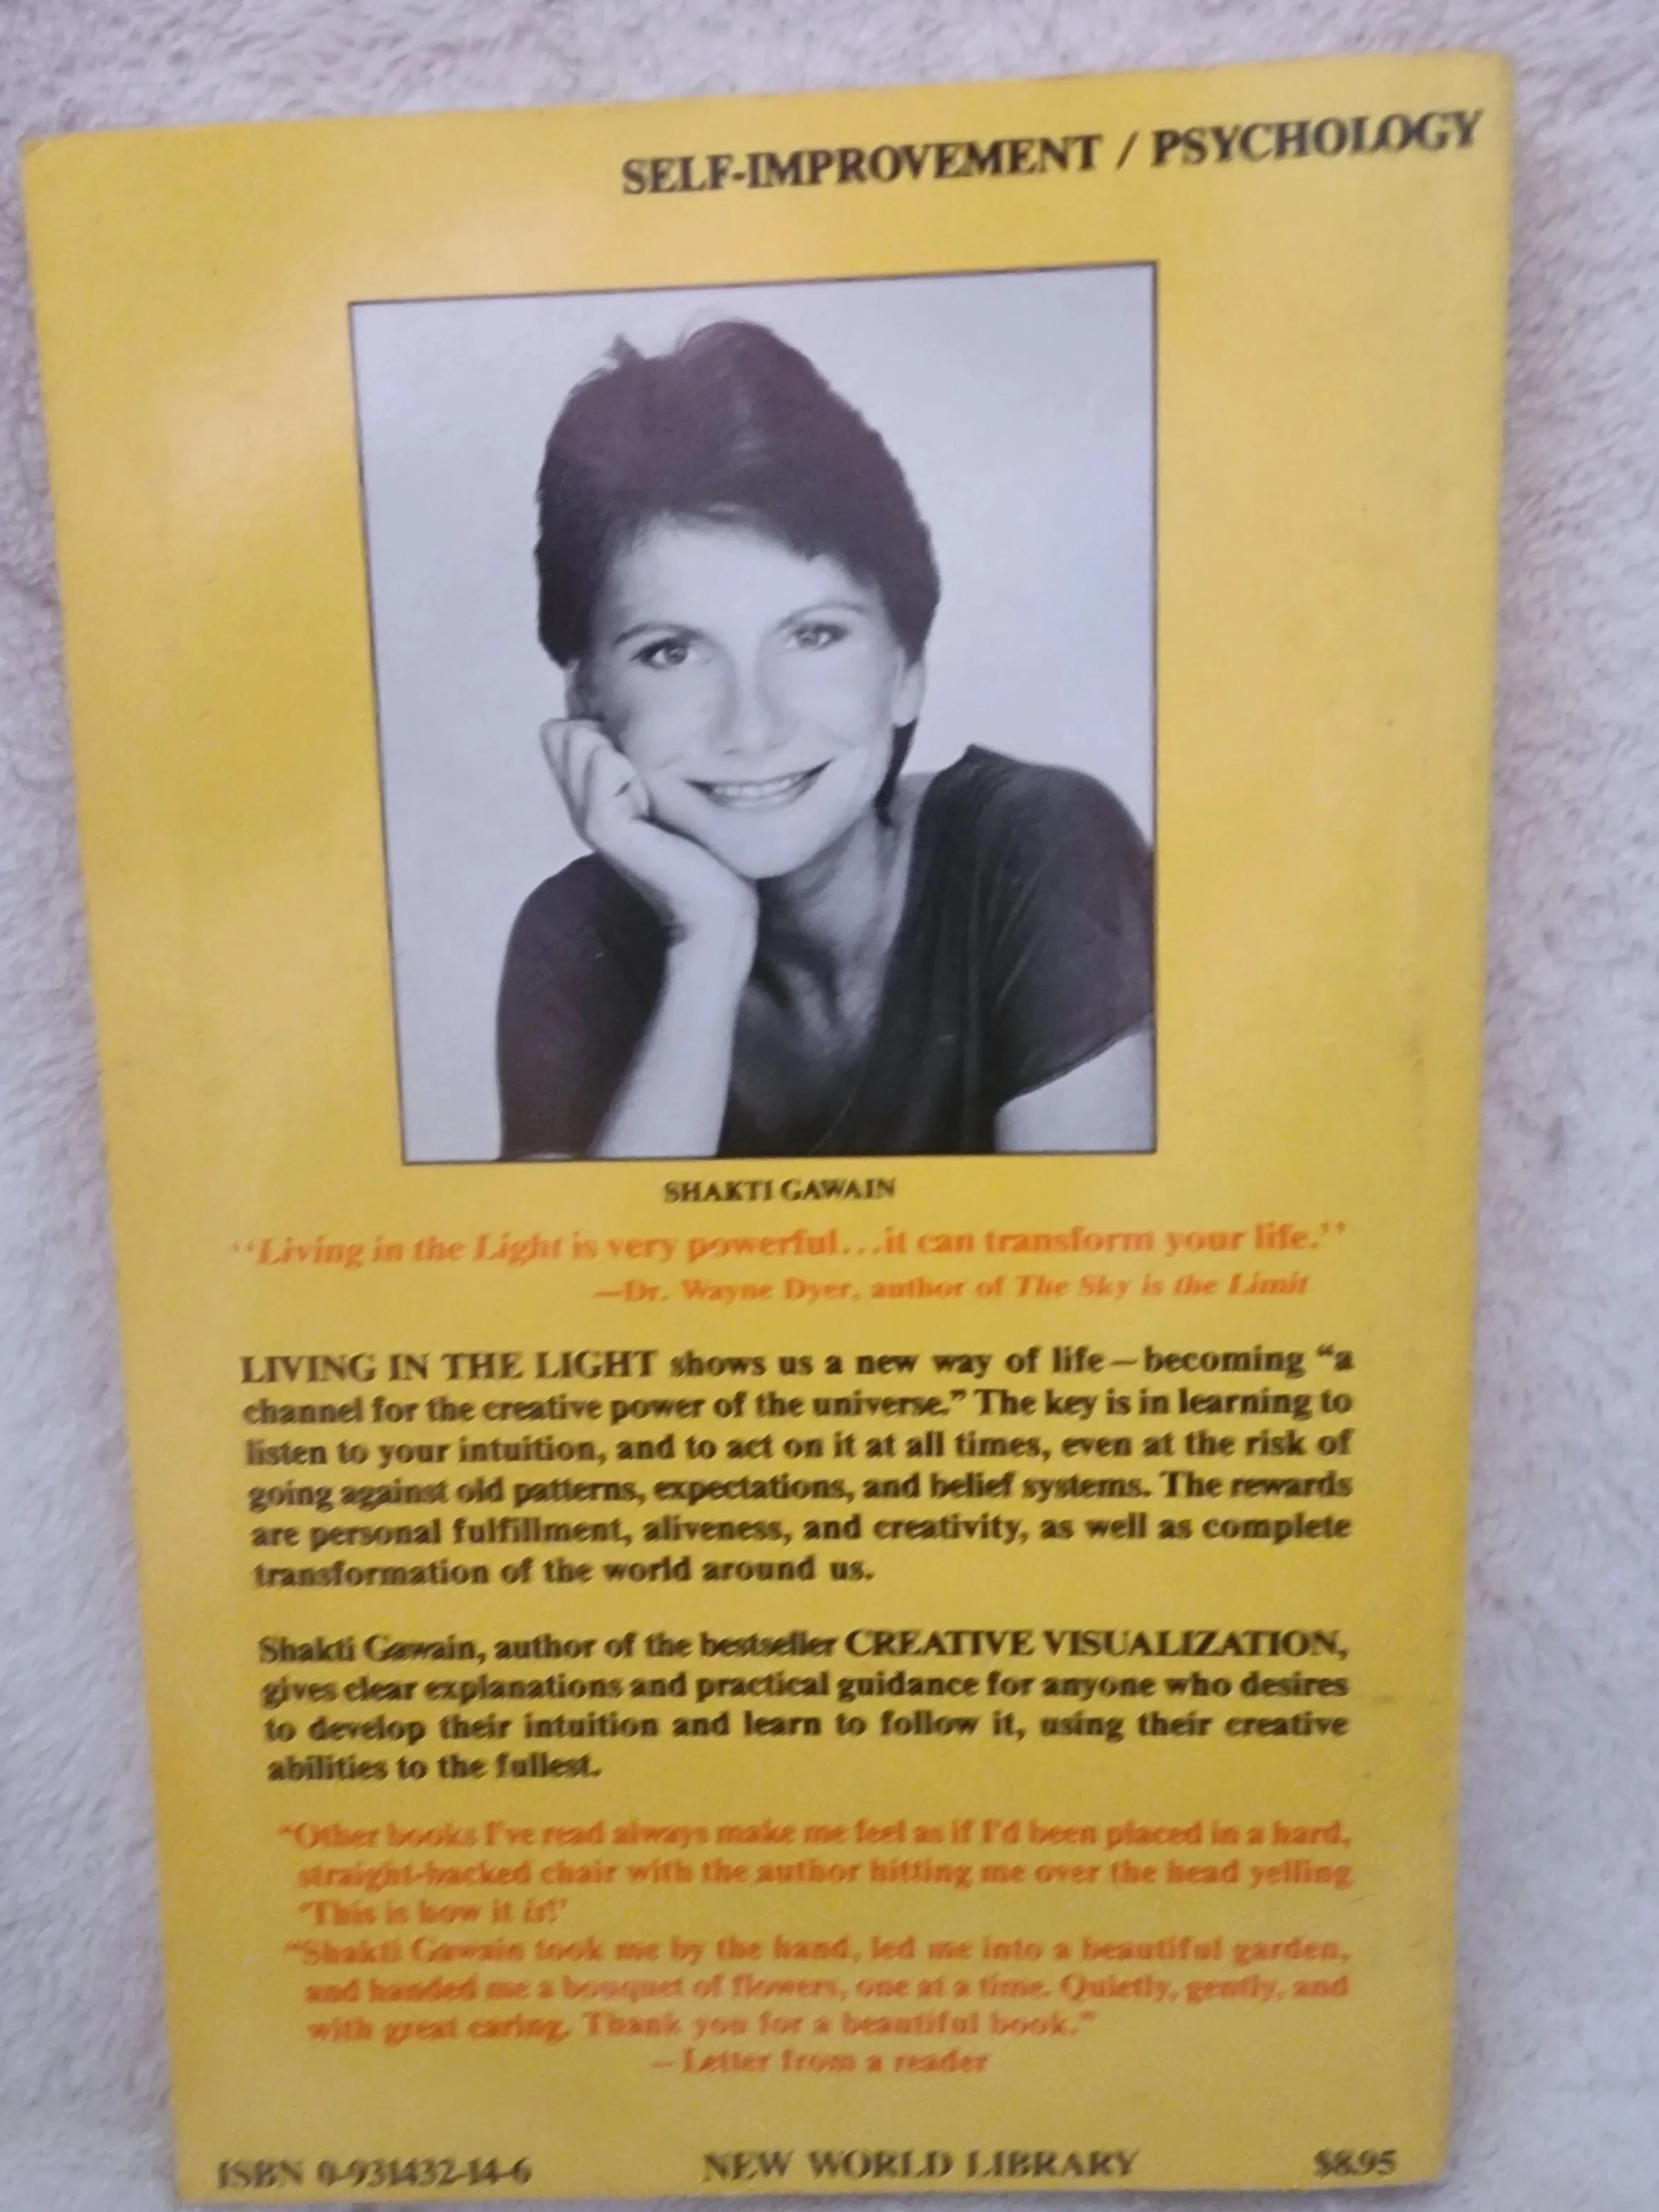 SELF-IMPROVEMENT / PSYCHOLOGY
SHAKTI GAWAIN
“Living in the Light is very powerful...it can transform your life.”
—Dr. Wayne Dyer, author of The Sky is the Limit
LIVING IN THE LIGHT shows us a new way of life—becoming “a
channel for the creative power of the universe.” The key is in learning to
listen to your intuition, and to act on it at all times, even at the risk of
going against old patterns, expectations, and belief systems. The rewards
are personal fulfillment, aliveness, and creativity, as well as complete
transformation of the world around us.
Shakti Gawain, author of the bestseller CREATIVE VISUALIZATION,
gives clear explanations and practical guidance for anyone who desires
to develop their intuition and learn to follow it, using their creative
abilities to the fullest.
“Other books I've read always make me feel as if I'd been placed in a hard,
straight-backed chair with the author hitting me over the head yelling
‘This is how it is!’
“Shakti Gawain took me by the hand, led me into a beautiful garden,
and handed me a bouquet of flowers, one at a time. Quietly, gently, and
with great caring. Thank you for a beautiful book.”
—Letter from a reader
ISBN 0-931432-14-6
NEW WORLD LIBRARY
$8.95